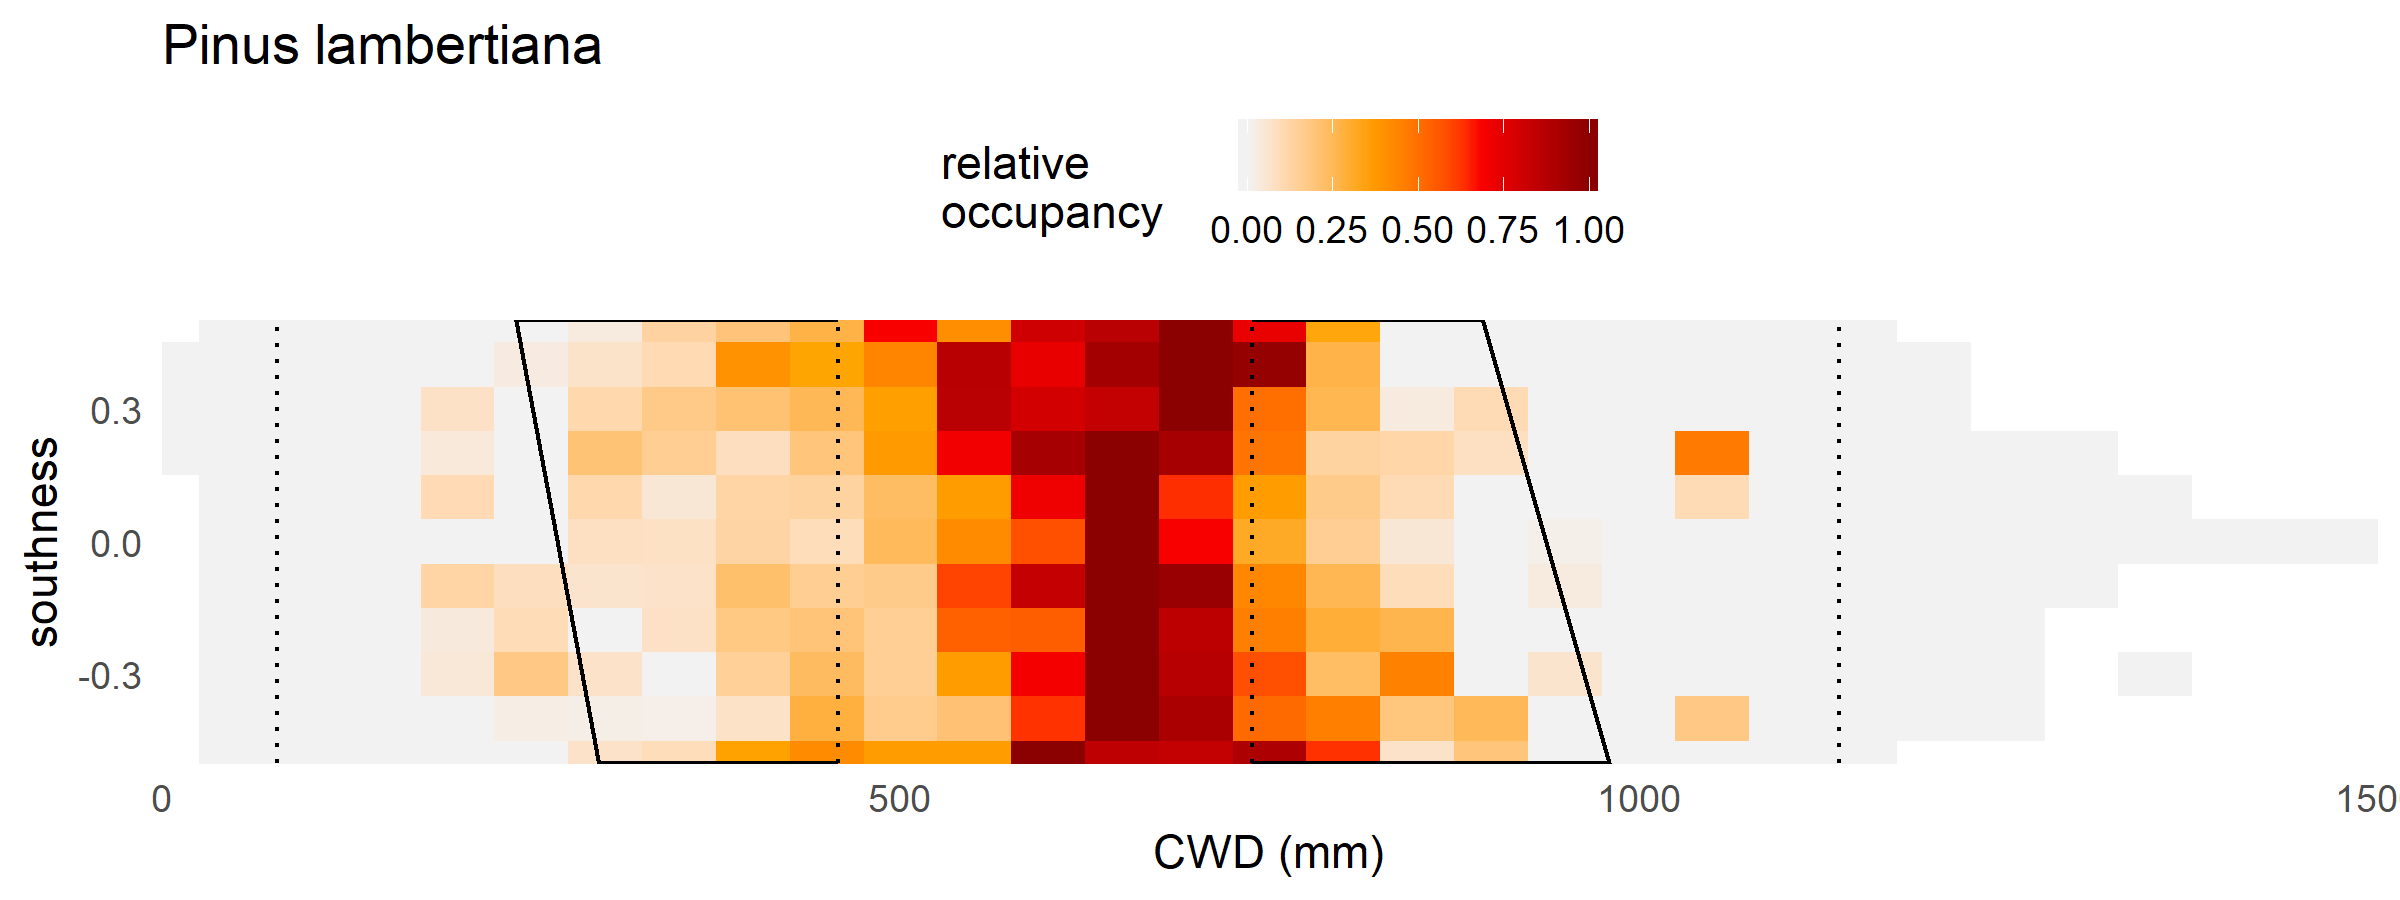 Pinus lambertiana
relative
occupancy
0.00 0.25 0.50 0.75 1.00
southness
0.3
0.0
-0.3
0 500 1000 150
CWD (mm)